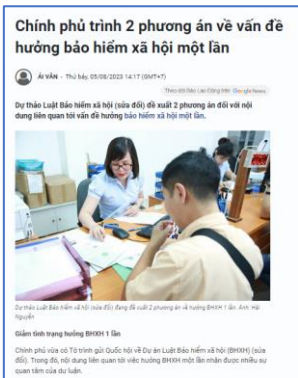 Chính phủ trình 2 phương án về vấn đề
hưởng bảo hiểm xã hội một lần
ÁI VÂN - Thứ bảy, 05/08/2023 14:17 (GMT+7)
Theo dõi Báo Lao Động trên Google News
Dự thảo Luật Bảo hiểm xã hội (sửa đổi) đề xuất 2 phương án đối với nội
dung liên quan tới vấn đề hưởng bảo hiểm xã hội một lần.
Dự thảo Luật Bảo hiểm xã hội (sửa đổi) đang đề xuất 2 phương án về hưởng BHXH 1 lần. Ảnh: Hải
Nguyễn
Giảm tình trạng hưởng BHXH 1 lần
Chính phủ vừa có Tờ trình gửi Quốc hội về Dự án Luật Bảo hiểm xã hội (BHXH) (sửa
đổi). Trong đó, nội dung liên quan tới việc hưởng BHXH một lần nhận được nhiều sự
quan tâm của dư luận.